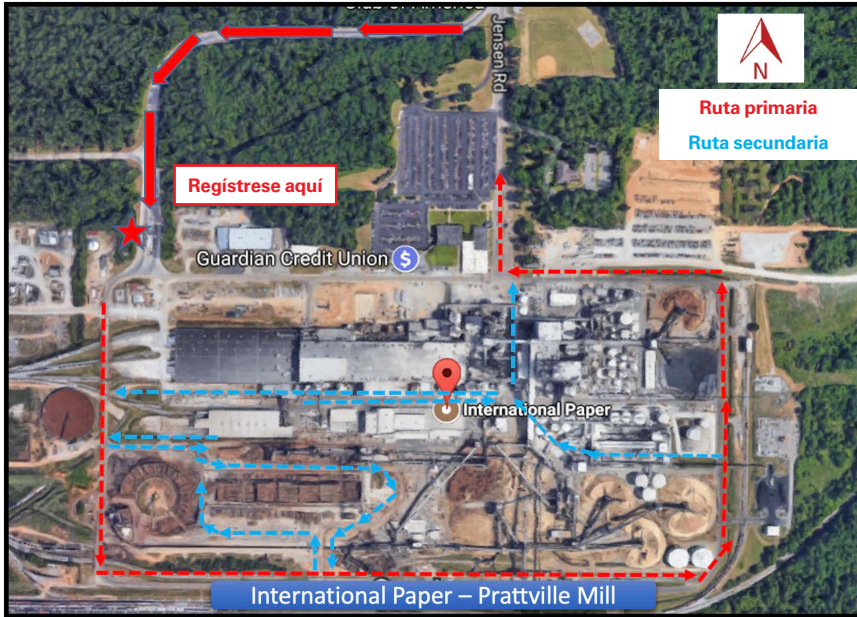 Jensen Rd
N
Ruta primaria
Ruta secundaria
Regístrese aquí
Guardian Credit Union
$
International Paper
International Paper – Prattville Mill